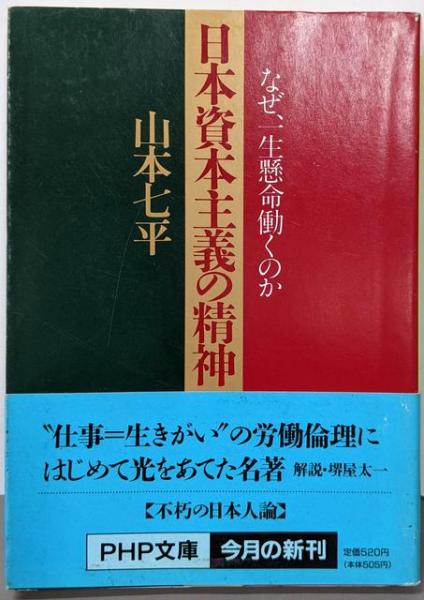 なぜ、一生懸命働くのか
日本資本主義の精神
山本七平
〝仕事=生きがい〟の労働倫理に
はじめて光をあてた名著 解説・堺屋太一
【不朽の日本人論】
PHP文庫 今月の新刊
定価520円
(本体505円)